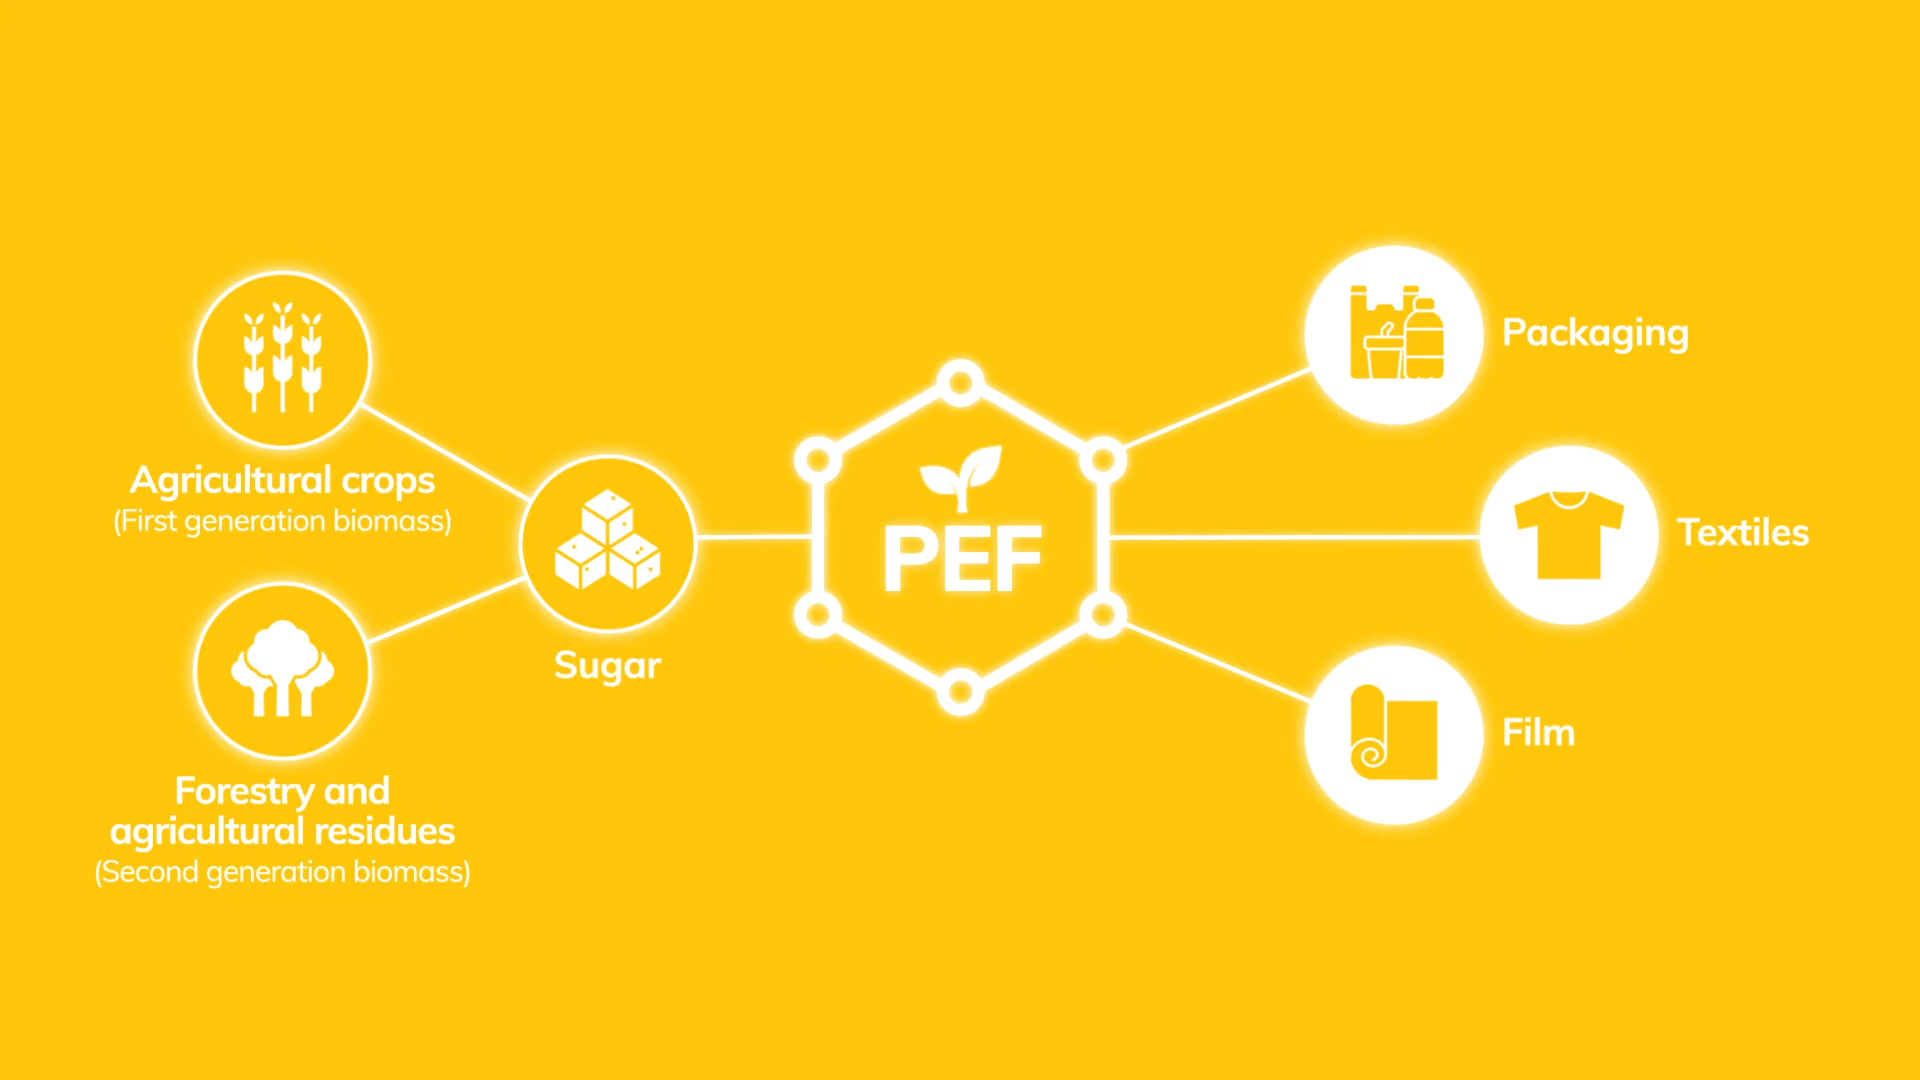 Agricultural crops
(First generation biomass)
Forestry and
agricultural residues
(Second generation biomass)
Sugar
PEF
Packaging
Textiles
Film